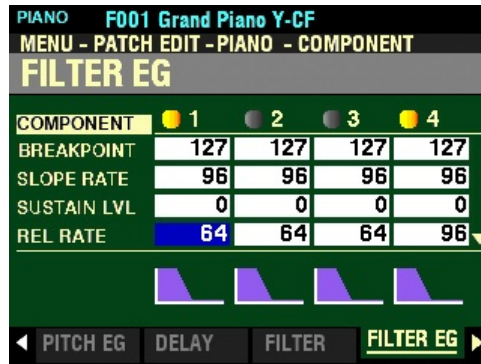 PIANO F001 Grand Piano Y-CF
MENU - PATCH EDIT - PIANO - COMPONENT
FILTER EG
COMPONENT 1 2 3 4
BREAKPOINT 127 127 127 127
SLOPE RATE 96 96 96 96
SUSTAIN LVL 0 0 0 0
REL RATE 64 64 64 96
PITCH EG DELAY FILTER FILTER EG